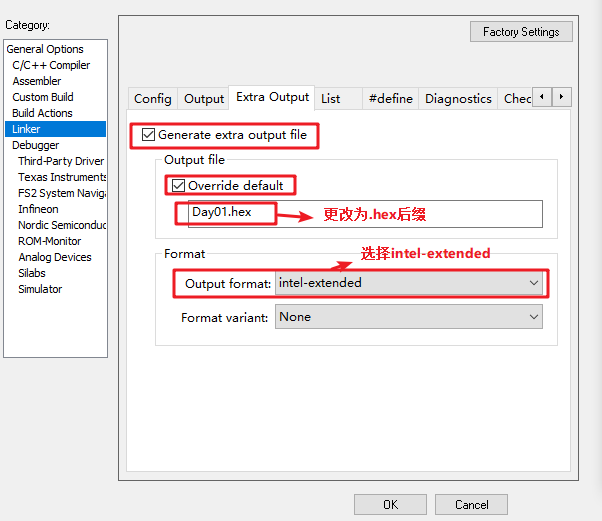 Category:
Factory Settings
General Options
C/C++ Compiler
Assembler
Custom Build
Build Actions
Linker
Debugger
Third-Party Driver
Texas Instruments
FS2 System Naviga
Infineon
Nordic Semiconduc
ROM-Monitor
Analog Devices
Silabs
Simulator
Config Output Extra Output List #define Diagnostics Chec
Generate extra output file
Output file
Override default
Day01.hex
更改为.hex后缀
Format
选择intel-extended
Output format: intel-extended
Format variant: None
OK Cancel